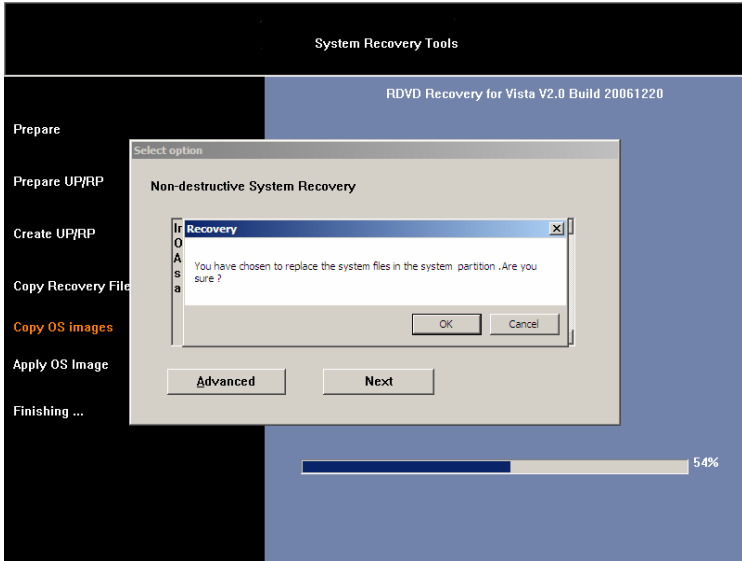 System Recovery Tools
RDVD Recovery for Vista V2.0 Build 20061220
Prepare
Prepare UP/RP
Create UP/RP
Copy Recovery File
Copy OS images
Apply OS Image
Finishing ...
Select option
Non-destructive System Recovery
Recovery
You have chosen to replace the system files in the system partition .Are you
sure ?
OK
Cancel
Advanced
Next
54%